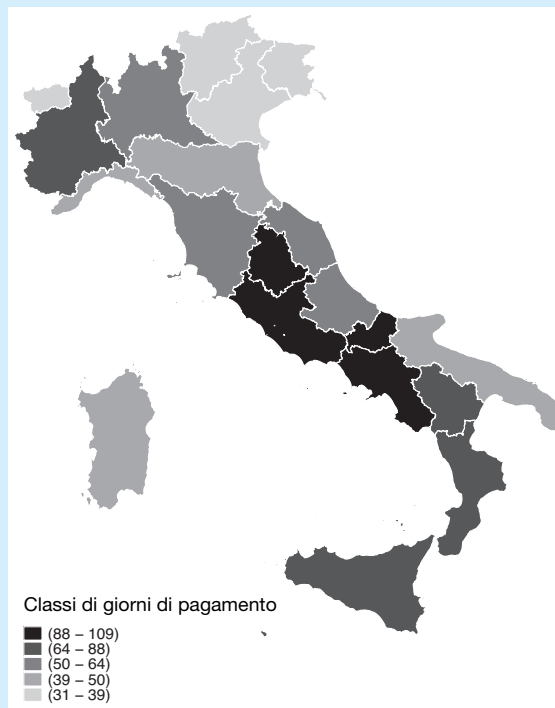 Classi di giorni di pagamento
(88 – 109)
(64 – 88)
(50 – 64)
(39 – 50)
(31 – 39)